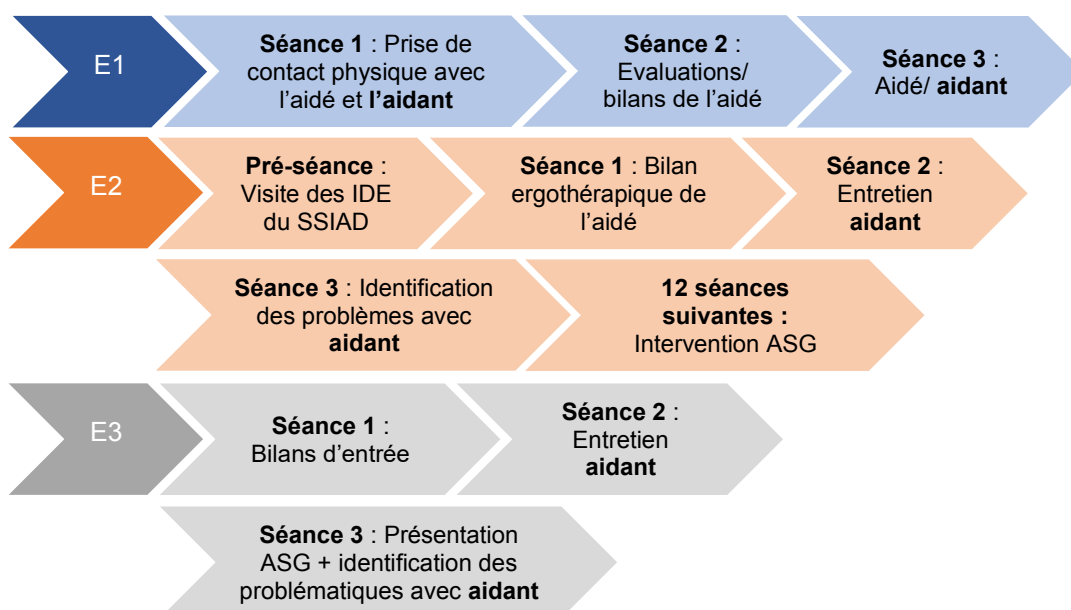 E1
Séance 1 : Prise de
contact physique avec
l’aidé et l’aidant
Séance 2 :
Evaluations/
bilans de l’aidé
Séance 3 :
Aidé/ aidant
E2
Pré-séance :
Visite des IDE
du SSIAD
Séance 1 : Bilan
ergothérapique de
l’aidé
Séance 2 :
Entretien
aidant
Séance 3 : Identification
des problèmes avec
aidant
12 séances
suivantes :
Intervention ASG
E3
Séance 1 :
Bilans d’entrée
Séance 2 :
Entretien
aidant
Séance 3 : Présentation
ASG + identification des
problématiques avec aidant